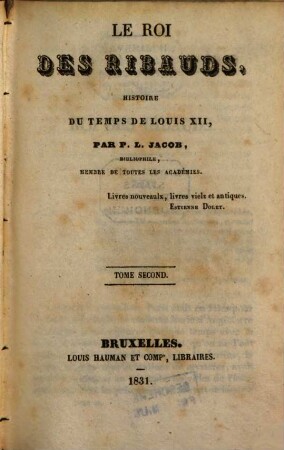 LE ROI
DES RIBAUDS,
HISTOIRE
DU TEMPS DE LOUIS XII,
PAR P. L. JACOB,
BIBLIOPHILE,
MEMBRE DE TOUTES LES ACADÉMIES.
Livres nouveaulx, livres viels et antiques.
ESTIENNE DOLET.
TOME SECOND.
BRUXELLES.
LOUIS HAUMAN ET COMPᵉ, LIBRAIRES.
1831.